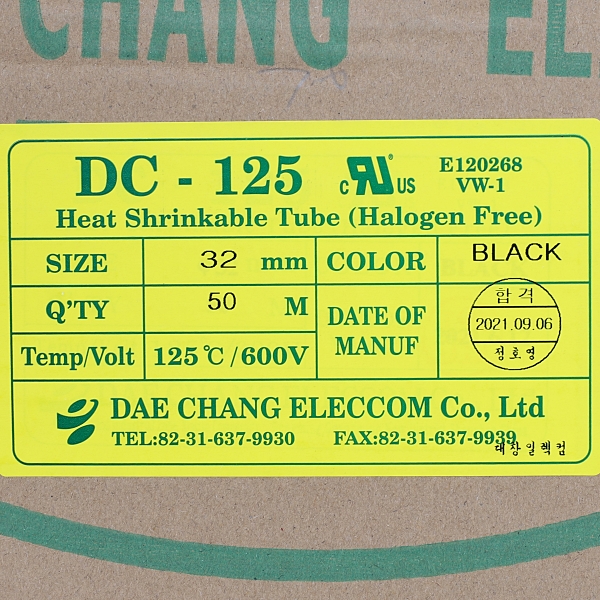 CHANG EL
DC - 125 c RU US E120268
VW-1
Heat Shrinkable Tube (Halogen Free)
SIZE 32 mm COLOR BLACK
Q'TY 50 M DATE OF MANUF
합격
2021.09.06
정호영
Temp/Volt 125℃/600V
DAE CHANG ELECCOM Co., Ltd
TEL:82-31-637-9930 FAX:82-31-637-9939
대창일렉컴